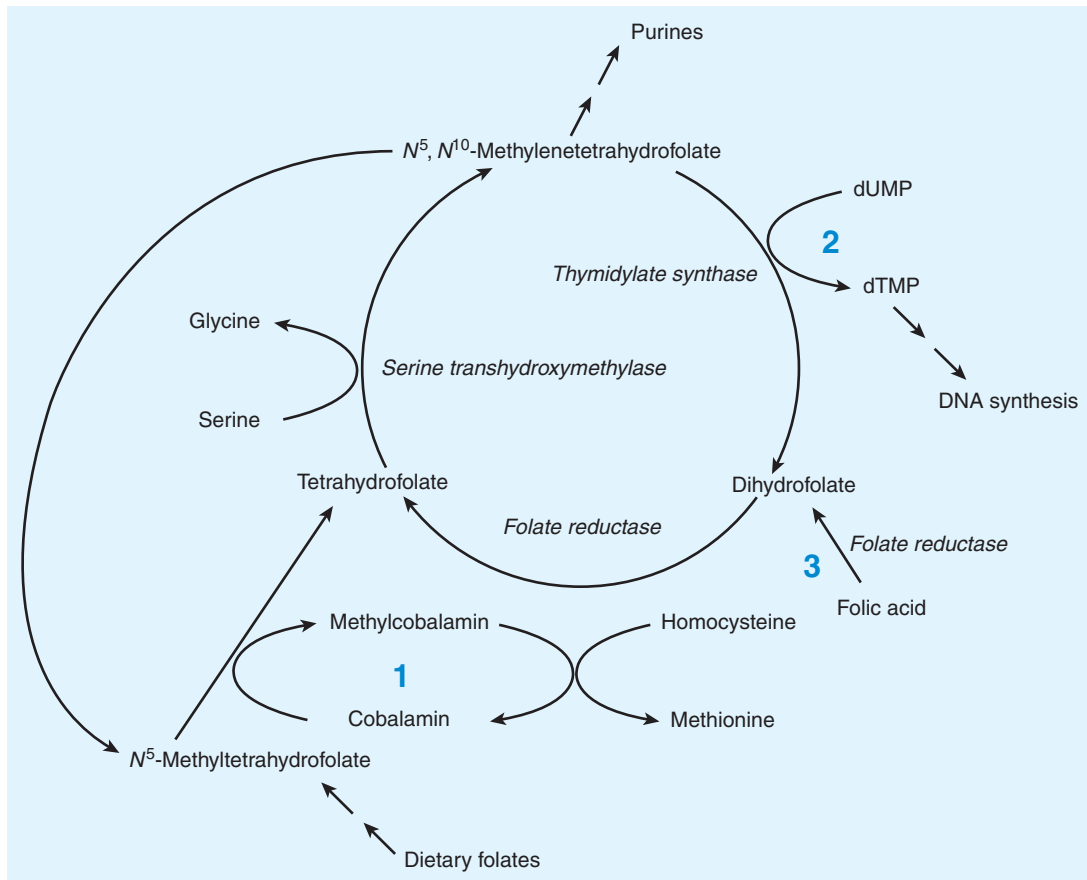 Purines
N⁵, N¹⁰-Methylenetetrahydrofolate
dUMP
2
Thymidylate synthase
dTMP
Glycine
Serine transhydroxymethylase
DNA synthesis
Serine
Tetrahydrofolate
Dihydrofolate
Folate reductase
Folate reductase
3
Folic acid
Methylcobalamin
Homocysteine
1
Cobalamin
Methionine
N⁵-Methyltetrahydrofolate
Dietary folates